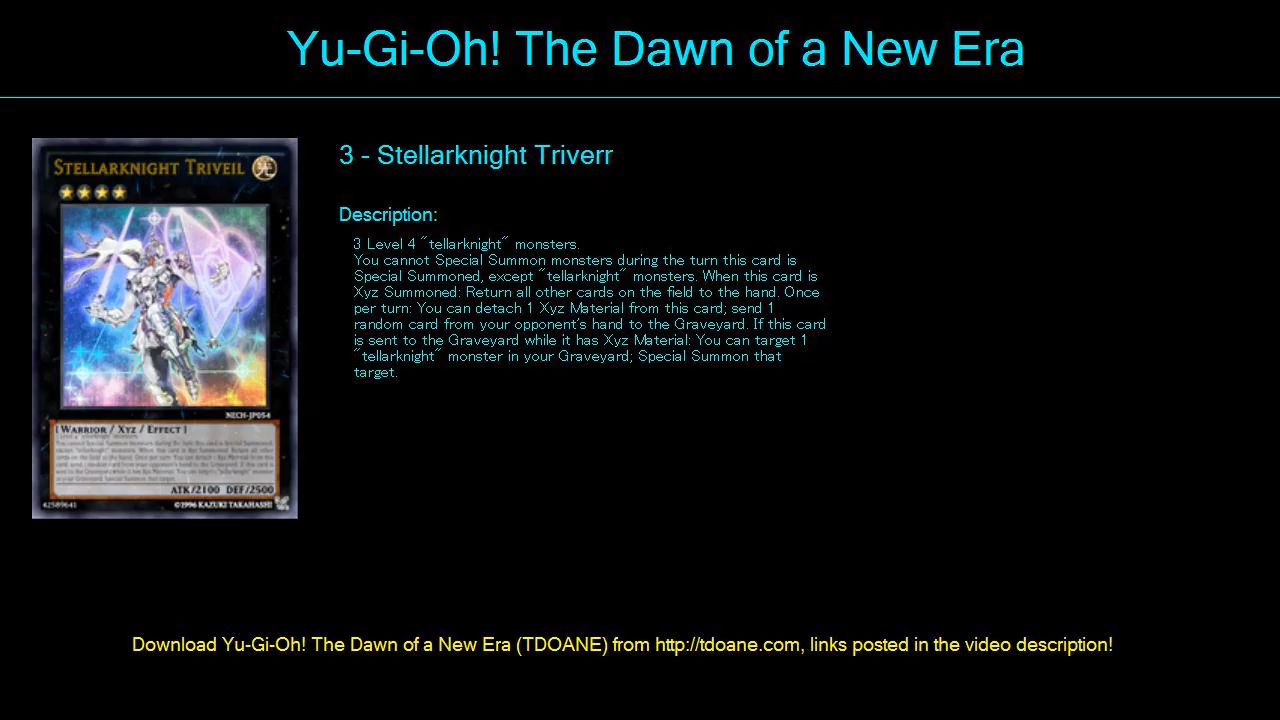 Yu-Gi-Oh! The Dawn of a New Era
3 - Stellarknight Triverr
STELLARKNIGHT TRIVEIL 光
Description:
3 Level 4 "tellarknight" monsters.
You cannot Special Summon monsters during the turn this card is
Special Summoned, except "tellarknight" monsters. When this card is
Xyz Summoned: Return all other cards on the field to the hand. Once
per turn: You can detach 1 Xyz Material from this card; send 1
random card from your opponent's hand to the Graveyard. If this card
is sent to the Graveyard while it has Xyz Material: You can target 1
"tellarknight" monster in your Graveyard; Special Summon that
target.
NECH-JP054
[ WARRIOR / XYZ / EFFECT ]
ATK/2100 DEF/2500
42589641 ©1996 KAZUKI TAKAHASHI
Download Yu-Gi-Oh! The Dawn of a New Era (TDOANE) from http://tdoane.com, links posted in the video description!